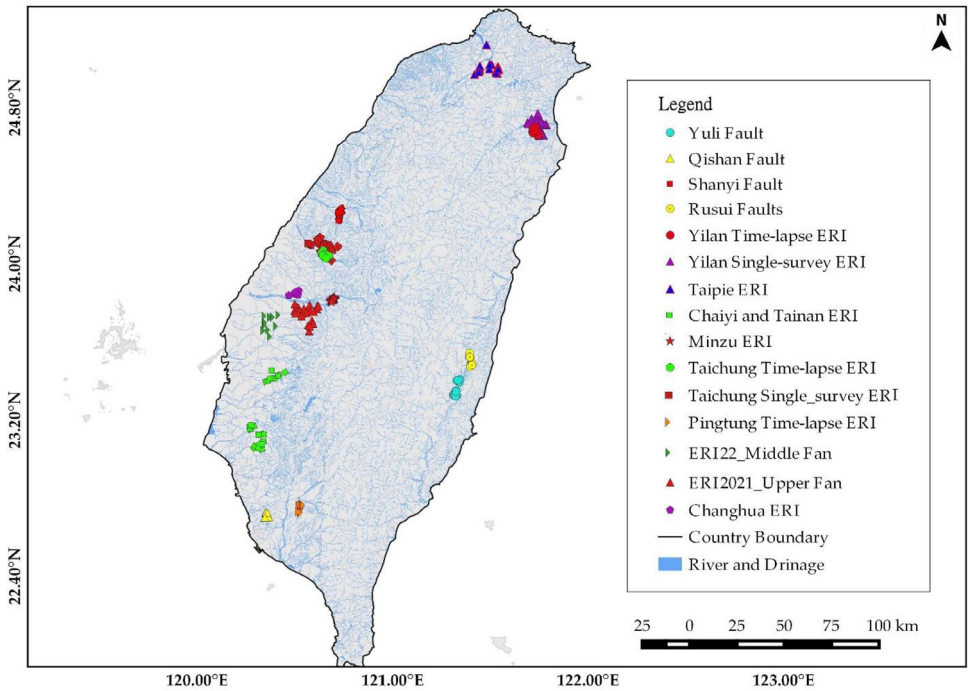 N
24.80°N
24.00°N
23.20°N
22.40°N
Legend
Yuli Fault
Qishan Fault
Shanyi Fault
Rusui Faults
Yilan Time-lapse ERI
Yilan Single-survey ERI
Taipie ERI
Chaiyi and Tainan ERI
Minzu ERI
Taichung Time-lapse ERI
Taichung Single_survey ERI
Pingtung Time-lapse ERI
ERI22_Middle Fan
ERI2021_Upper Fan
Changhua ERI
Country Boundary
River and Drinage
25 0 25 50 75 100 km
120.00°E 121.00°E 122.00°E 123.00°E